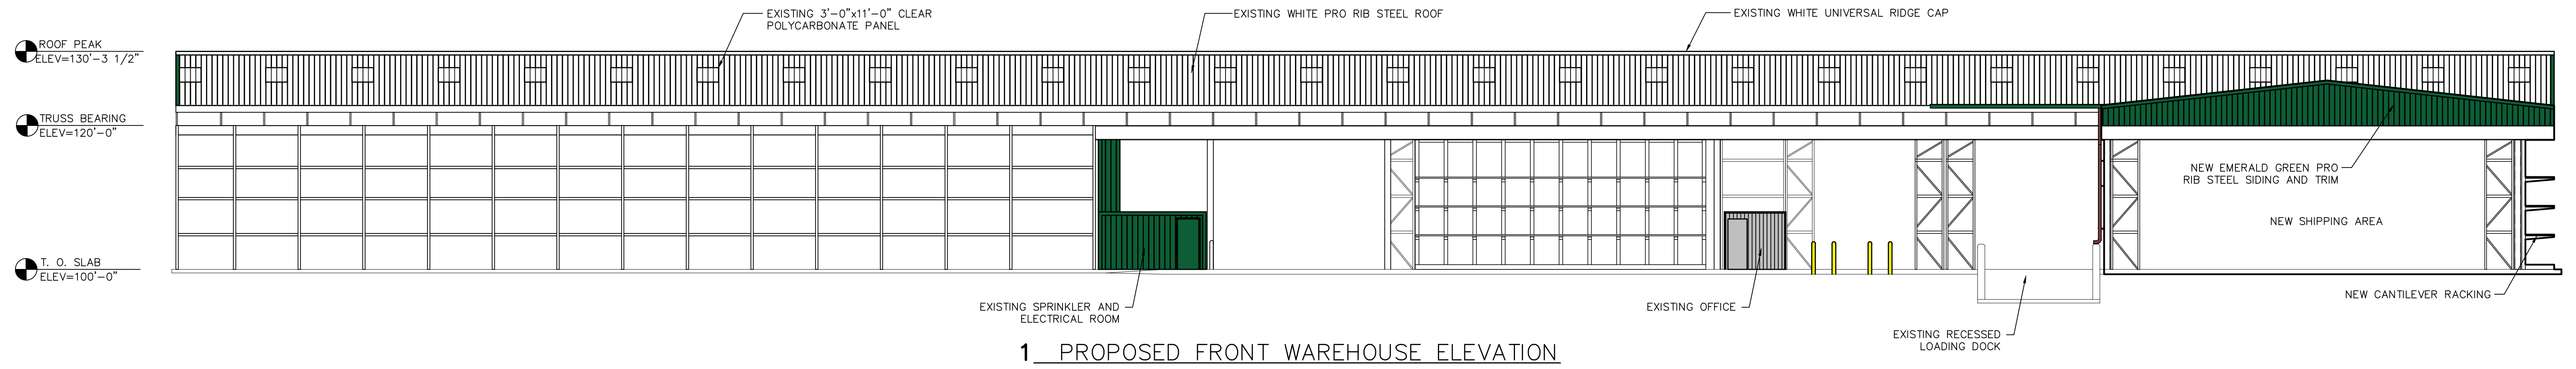 EXISTING 3'-0"x11'-0" CLEAR
POLYCARBONATE PANEL
EXISTING WHITE PRO RIB STEEL ROOF
EXISTING WHITE UNIVERSAL RIDGE CAP
ROOF PEAK
ELEV=130'-3 1/2"
TRUSS BEARING
ELEV=120'-0"
NEW EMERALD GREEN PRO
RIB STEEL SIDING AND TRIM
NEW SHIPPING AREA
T. O. SLAB
ELEV=100'-0"
NEW CANTILEVER RACKING
EXISTING SPRINKLER AND
ELECTRICAL ROOM
EXISTING OFFICE
EXISTING RECESSED
LOADING DOCK
1 PROPOSED FRONT WAREHOUSE ELEVATION